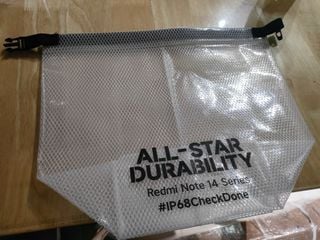 ALL-STAR
DURABILITY
Redmi Note 14 Series
#IP68CheckDone